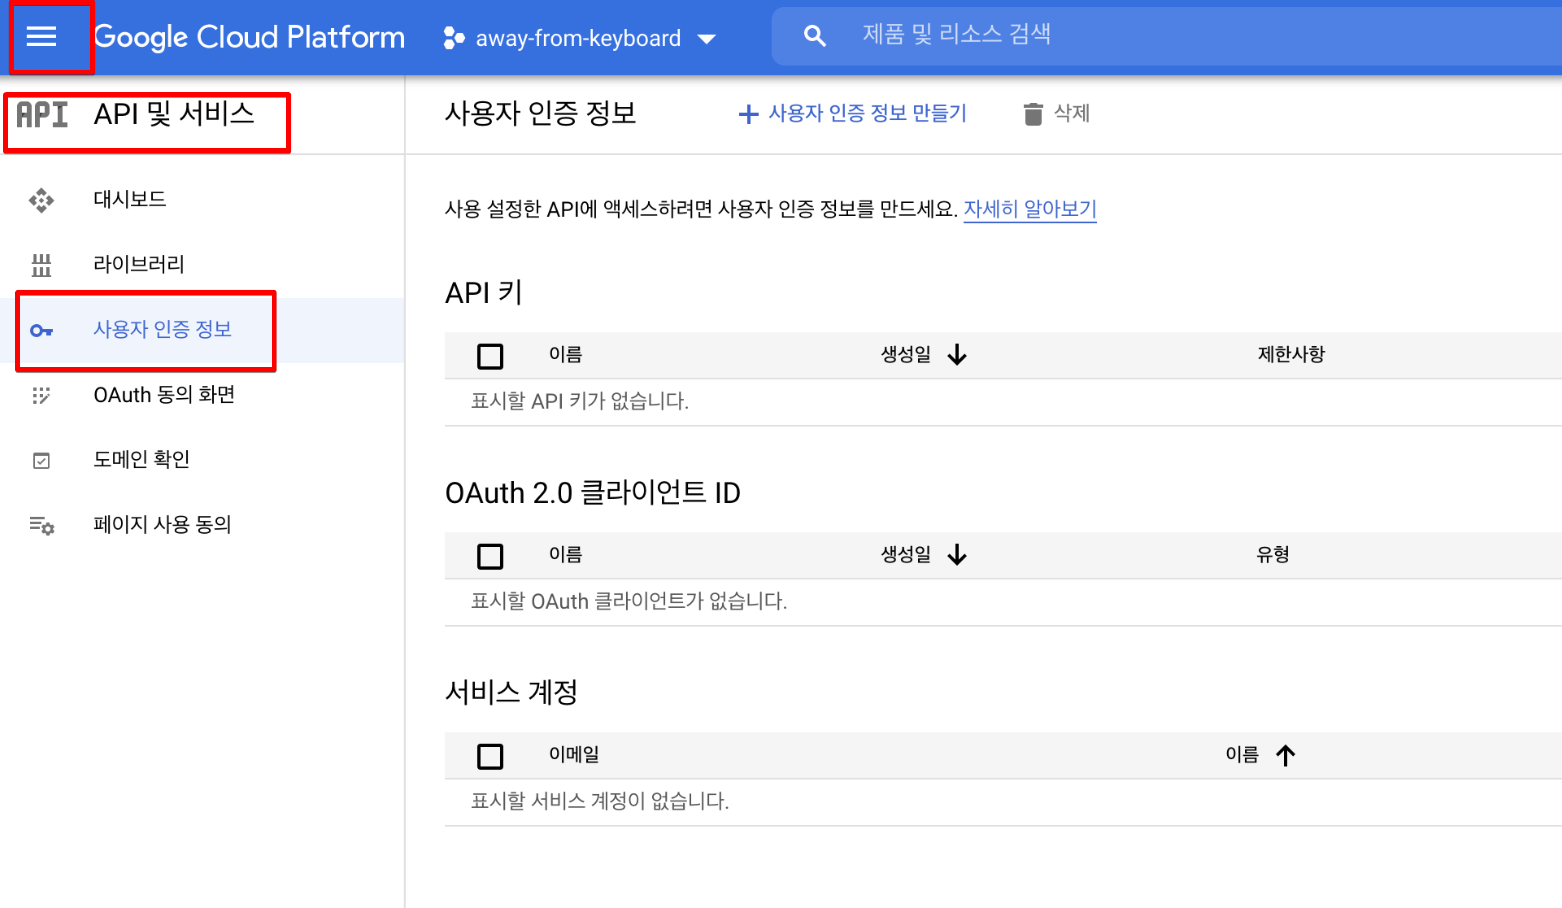 Google Cloud Platform
away-from-keyboard
제품 및 리소스 검색
API API 및 서비스
사용자 인증 정보
사용자 인증 정보 만들기
삭제
대시보드
라이브러리
사용자 인증 정보
OAuth 동의 화면
도메인 확인
페이지 사용 동의
사용 설정한 API에 액세스하려면 사용자 인증 정보를 만드세요. 자세히 알아보기
API 키
이름 생성일 제한사항
표시할 API 키가 없습니다.
OAuth 2.0 클라이언트 ID
이름 생성일 유형
표시할 OAuth 클라이언트가 없습니다.
서비스 계정
이메일 이름
표시할 서비스 계정이 없습니다.